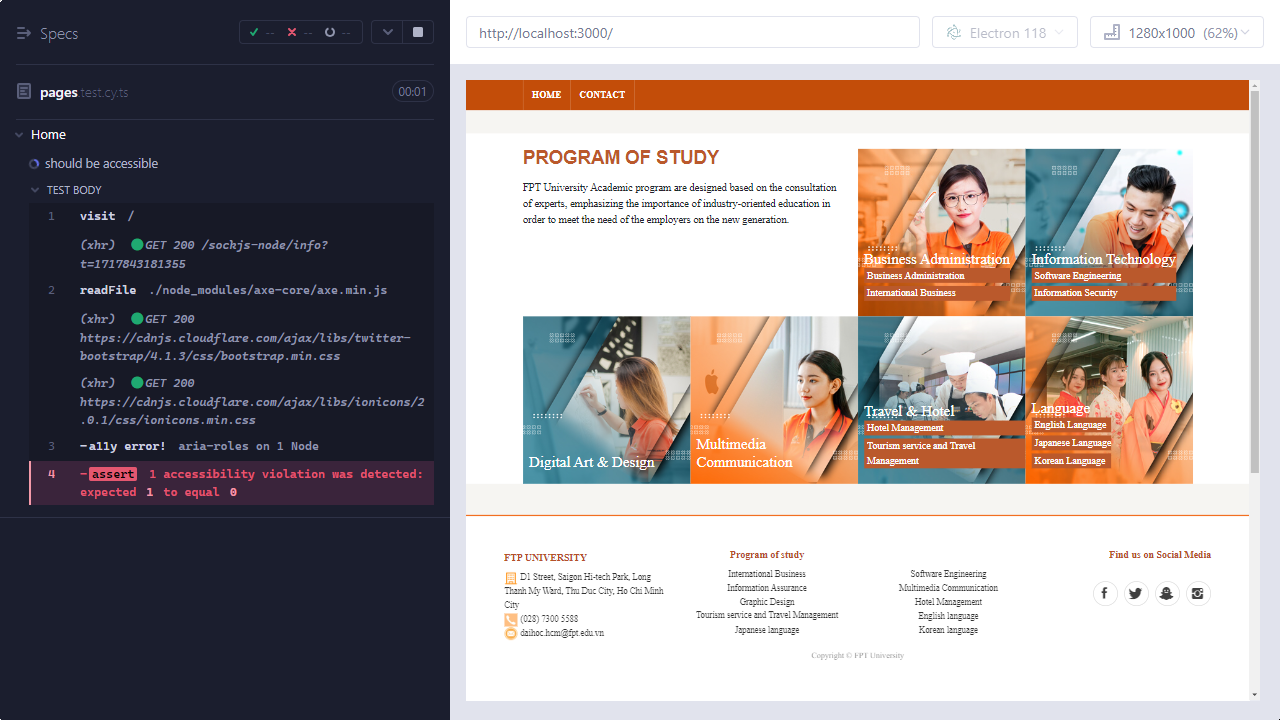 Specs
--
--
--
http://localhost:3000/
Electron 118
1280x1000 (62%)
pages.test.cy.ts
00:01
Home
should be accessible
TEST BODY
1 visit /
(xhr) GET 200 /sockjs-node/info?
t=1717843181355
2 readFile ./node_modules/axe-core/axe.min.js
(xhr) GET 200
https://cdnjs.cloudflare.com/ajax/libs/twitter-
bootstrap/4.1.3/css/bootstrap.min.css
(xhr) GET 200
https://cdnjs.cloudflare.com/ajax/libs/ionicons/2
.0.1/css/ionicons.min.css
3 -a11y error! aria-roles on 1 Node
4 -assert 1 accessibility violation was detected:
expected 1 to equal 0
HOME CONTACT
PROGRAM OF STUDY
FPT University Academic program are designed based on the consultation
of experts, emphasizing the importance of industry-oriented education in
order to meet the need of the employers on the new generation.
Business Administration
Business Administration
International Business
Information Technology
Software Engineering
Information Security
Digital Art & Design
Multimedia
Communication
Travel & Hotel
Hotel Management
Tourism service and Travel
Management
Language
English Language
Japanese Language
Korean Language
FTP UNIVERSITY
D1 Street, Saigon Hi-tech Park, Long
Thanh My Ward, Thu Duc City, Ho Chi Minh
City
(028) 7300 5588
daihoc.hcm@fpt.edu.vn
Program of study
International Business
Information Assurance
Graphic Design
Tourism service and Travel Management
Japanese language
Software Engineering
Multimedia Communication
Hotel Management
English language
Korean language
Find us on Social Media
Copyright © FPT University